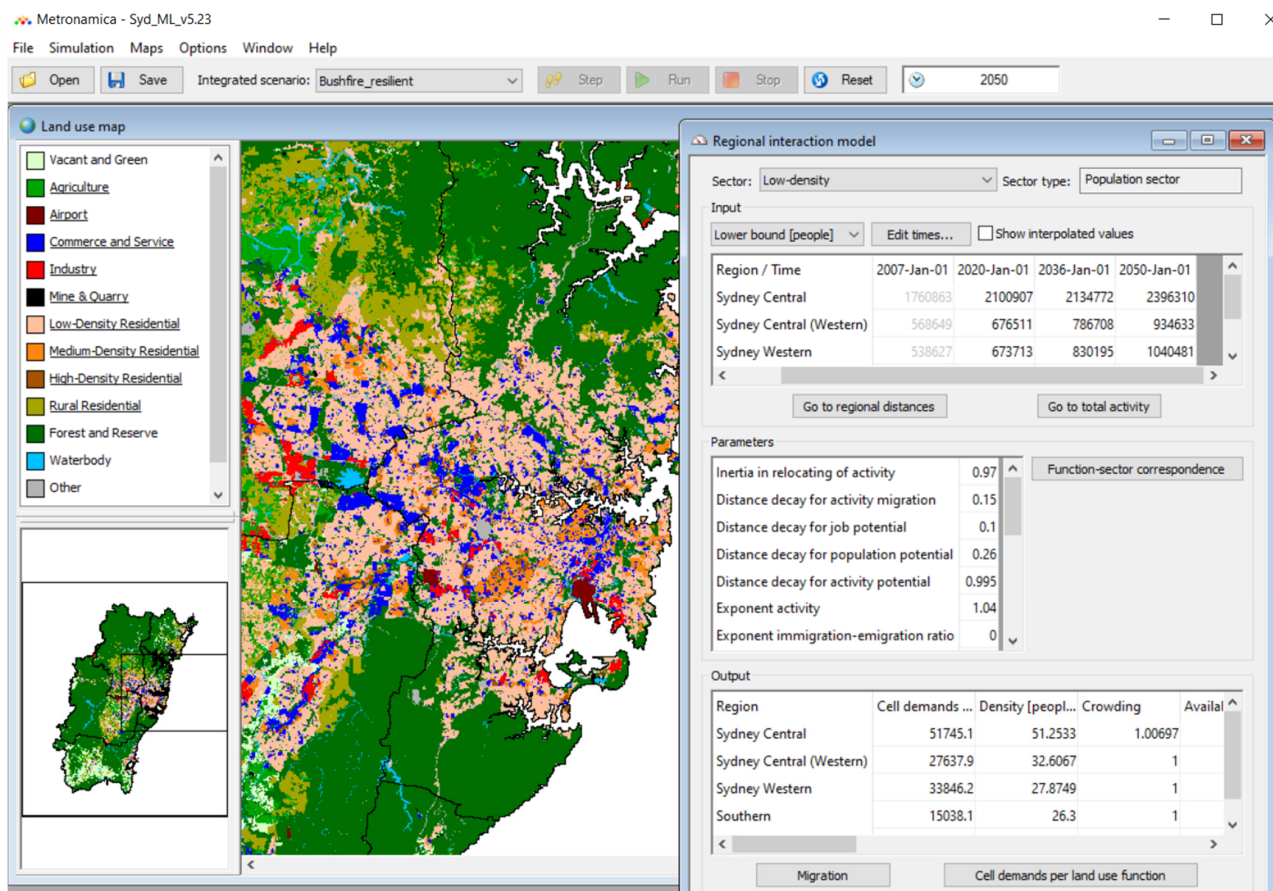 Metronamica - Syd_ML_v5.23
File Simulation Maps Options Window Help
Open Save Integrated scenario: Bushfire_resilient Step Run Stop Reset 2050
Land use map
Vacant and Green
Agriculture
Airport
Commerce and Service
Industry
Mine & Quarry
Low-Density Residential
Medium-Density Residential
High-Density Residential
Rural Residential
Forest and Reserve
Waterbody
Other
Regional interaction model
Sector: Low-density Sector type: Population sector
Input
Lower bound [people] Edit times... Show interpolated values
Region / Time 2007-Jan-01 2020-Jan-01 2036-Jan-01 2050-Jan-01
Sydney Central 1760863 2100907 2134772 2396310
Sydney Central (Western) 568649 676511 786708 934633
Sydney Western 538627 673713 830195 1040481
Go to regional distances Go to total activity
Parameters
Inertia in relocating of activity 0.97 Function-sector correspondence
Distance decay for activity migration 0.15
Distance decay for job potential 0.1
Distance decay for population potential 0.26
Distance decay for activity potential 0.995
Exponent activity 1.04
Exponent immigration-emigration ratio 0
Output
Region Cell demands ... Density [peopl... Crowding Availal
Sydney Central 51745.1 51.2533 1.00697
Sydney Central (Western) 27637.9 32.6067 1
Sydney Western 33846.2 27.8749 1
Southern 15038.1 26.3 1
Migration Cell demands per land use function